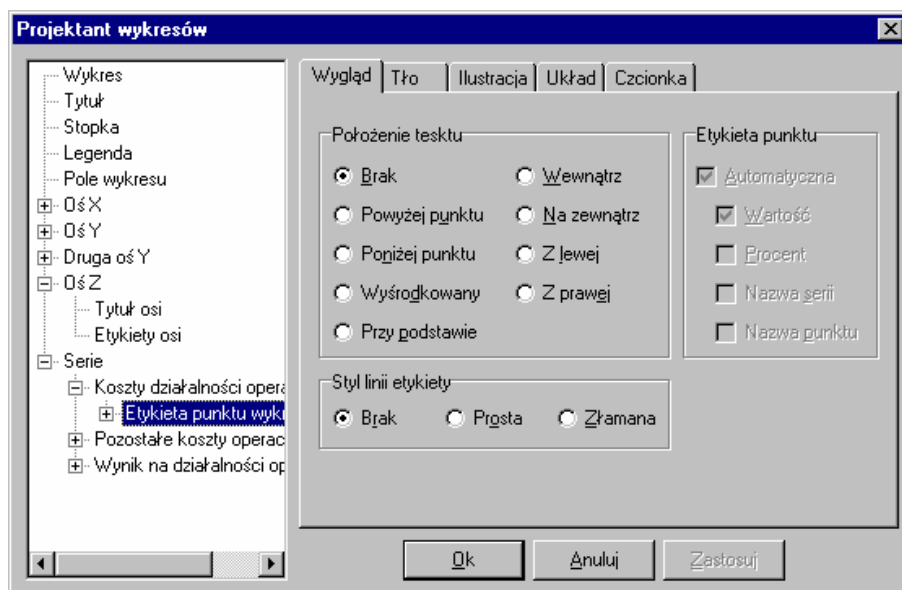 Projektant wykresów
Wykres
Tytuł
Stopka
Legenda
Pole wykresu
Oś X
Oś Y
Druga oś Y
Oś Z
Tytuł osi
Etykiety osi
Serie
Koszty działalności opera
Etykieta punktu wyki
Pozostałe koszty operac
Wynik na działalności op
Wygląd Tło Ilustracja Układ Czcionka
Położenie tesktu
Brak Wewnątrz
Powyżej punktu Na zewnątrz
Poniżej punktu Z lewej
Wyśrodkowany Z prawej
Przy podstawie
Etykieta punktu
Automatyczna
Wartość
Procent
Nazwa serii
Nazwa punktu
Styl linii etykiety
Brak Prosta Złamana
Ok Anuluj Zastosuj